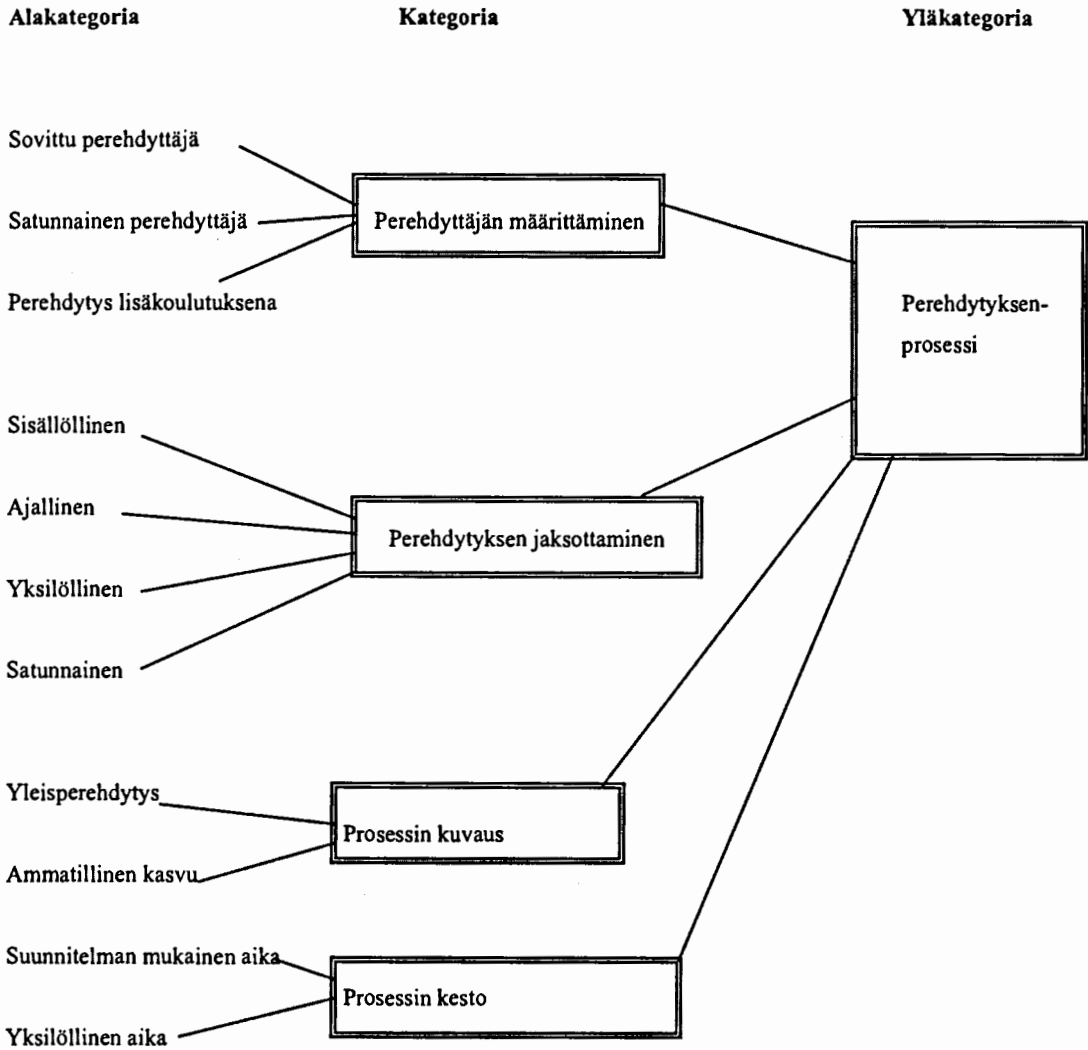 Alakategoria Kategoria Yläkategoria
Sovittu perehdyttäjä
Satunnainen perehdyttäjä Perehdyttäjän määrittäminen
Perehdytys lisäkoulutuksena
Perehdytyksen-
prosessi
Sisällöllinen
Ajallinen
Perehdytyksen jaksottaminen
Yksilöllinen
Satunnainen
Yleisperehdytys
Prosessin kuvaus
Ammatillinen kasvu
Suunnitelman mukainen aika
Prosessin kesto
Yksilöllinen aika